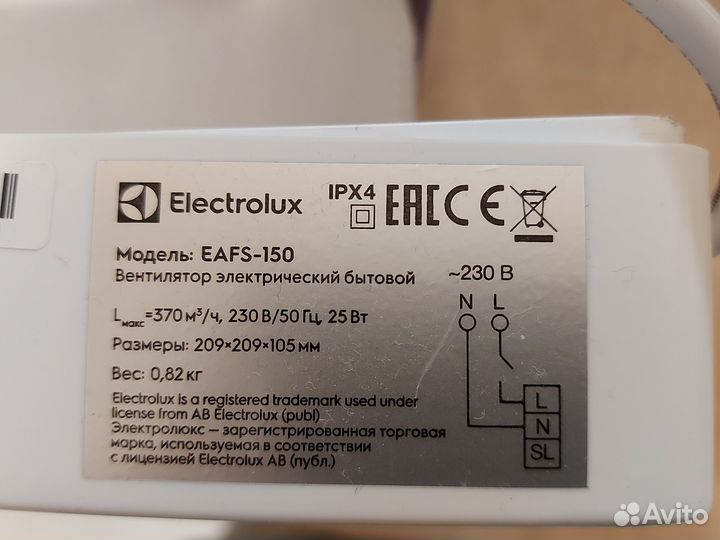 Electrolux
IPX4
EAC CE
Модель: EAFS-150
Вентилятор электрический бытовой
Lмакс=370 м³/ч, 230 В/50 Гц, 25 Вт
Размеры: 209×209×105 мм
Вес: 0,82 кг
Electrolux is a registered trademark used under
license from AB Electrolux (publ)
Электролюкс – зарегистрированная торговая
марка, используемая в соответствии
с лицензией Electrolux AB (публ.)
~230 В
N L
L
N
SL
Avito